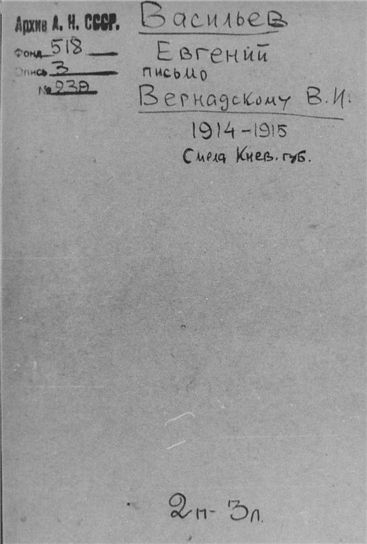 Архив А. Н. СССР.
Фонд 518
Опись 3
№ 239
Васильев
Евгений
письмо
Вернадскому В. И.
1914-1915
Смела Киев. губ.
2п- 3л.